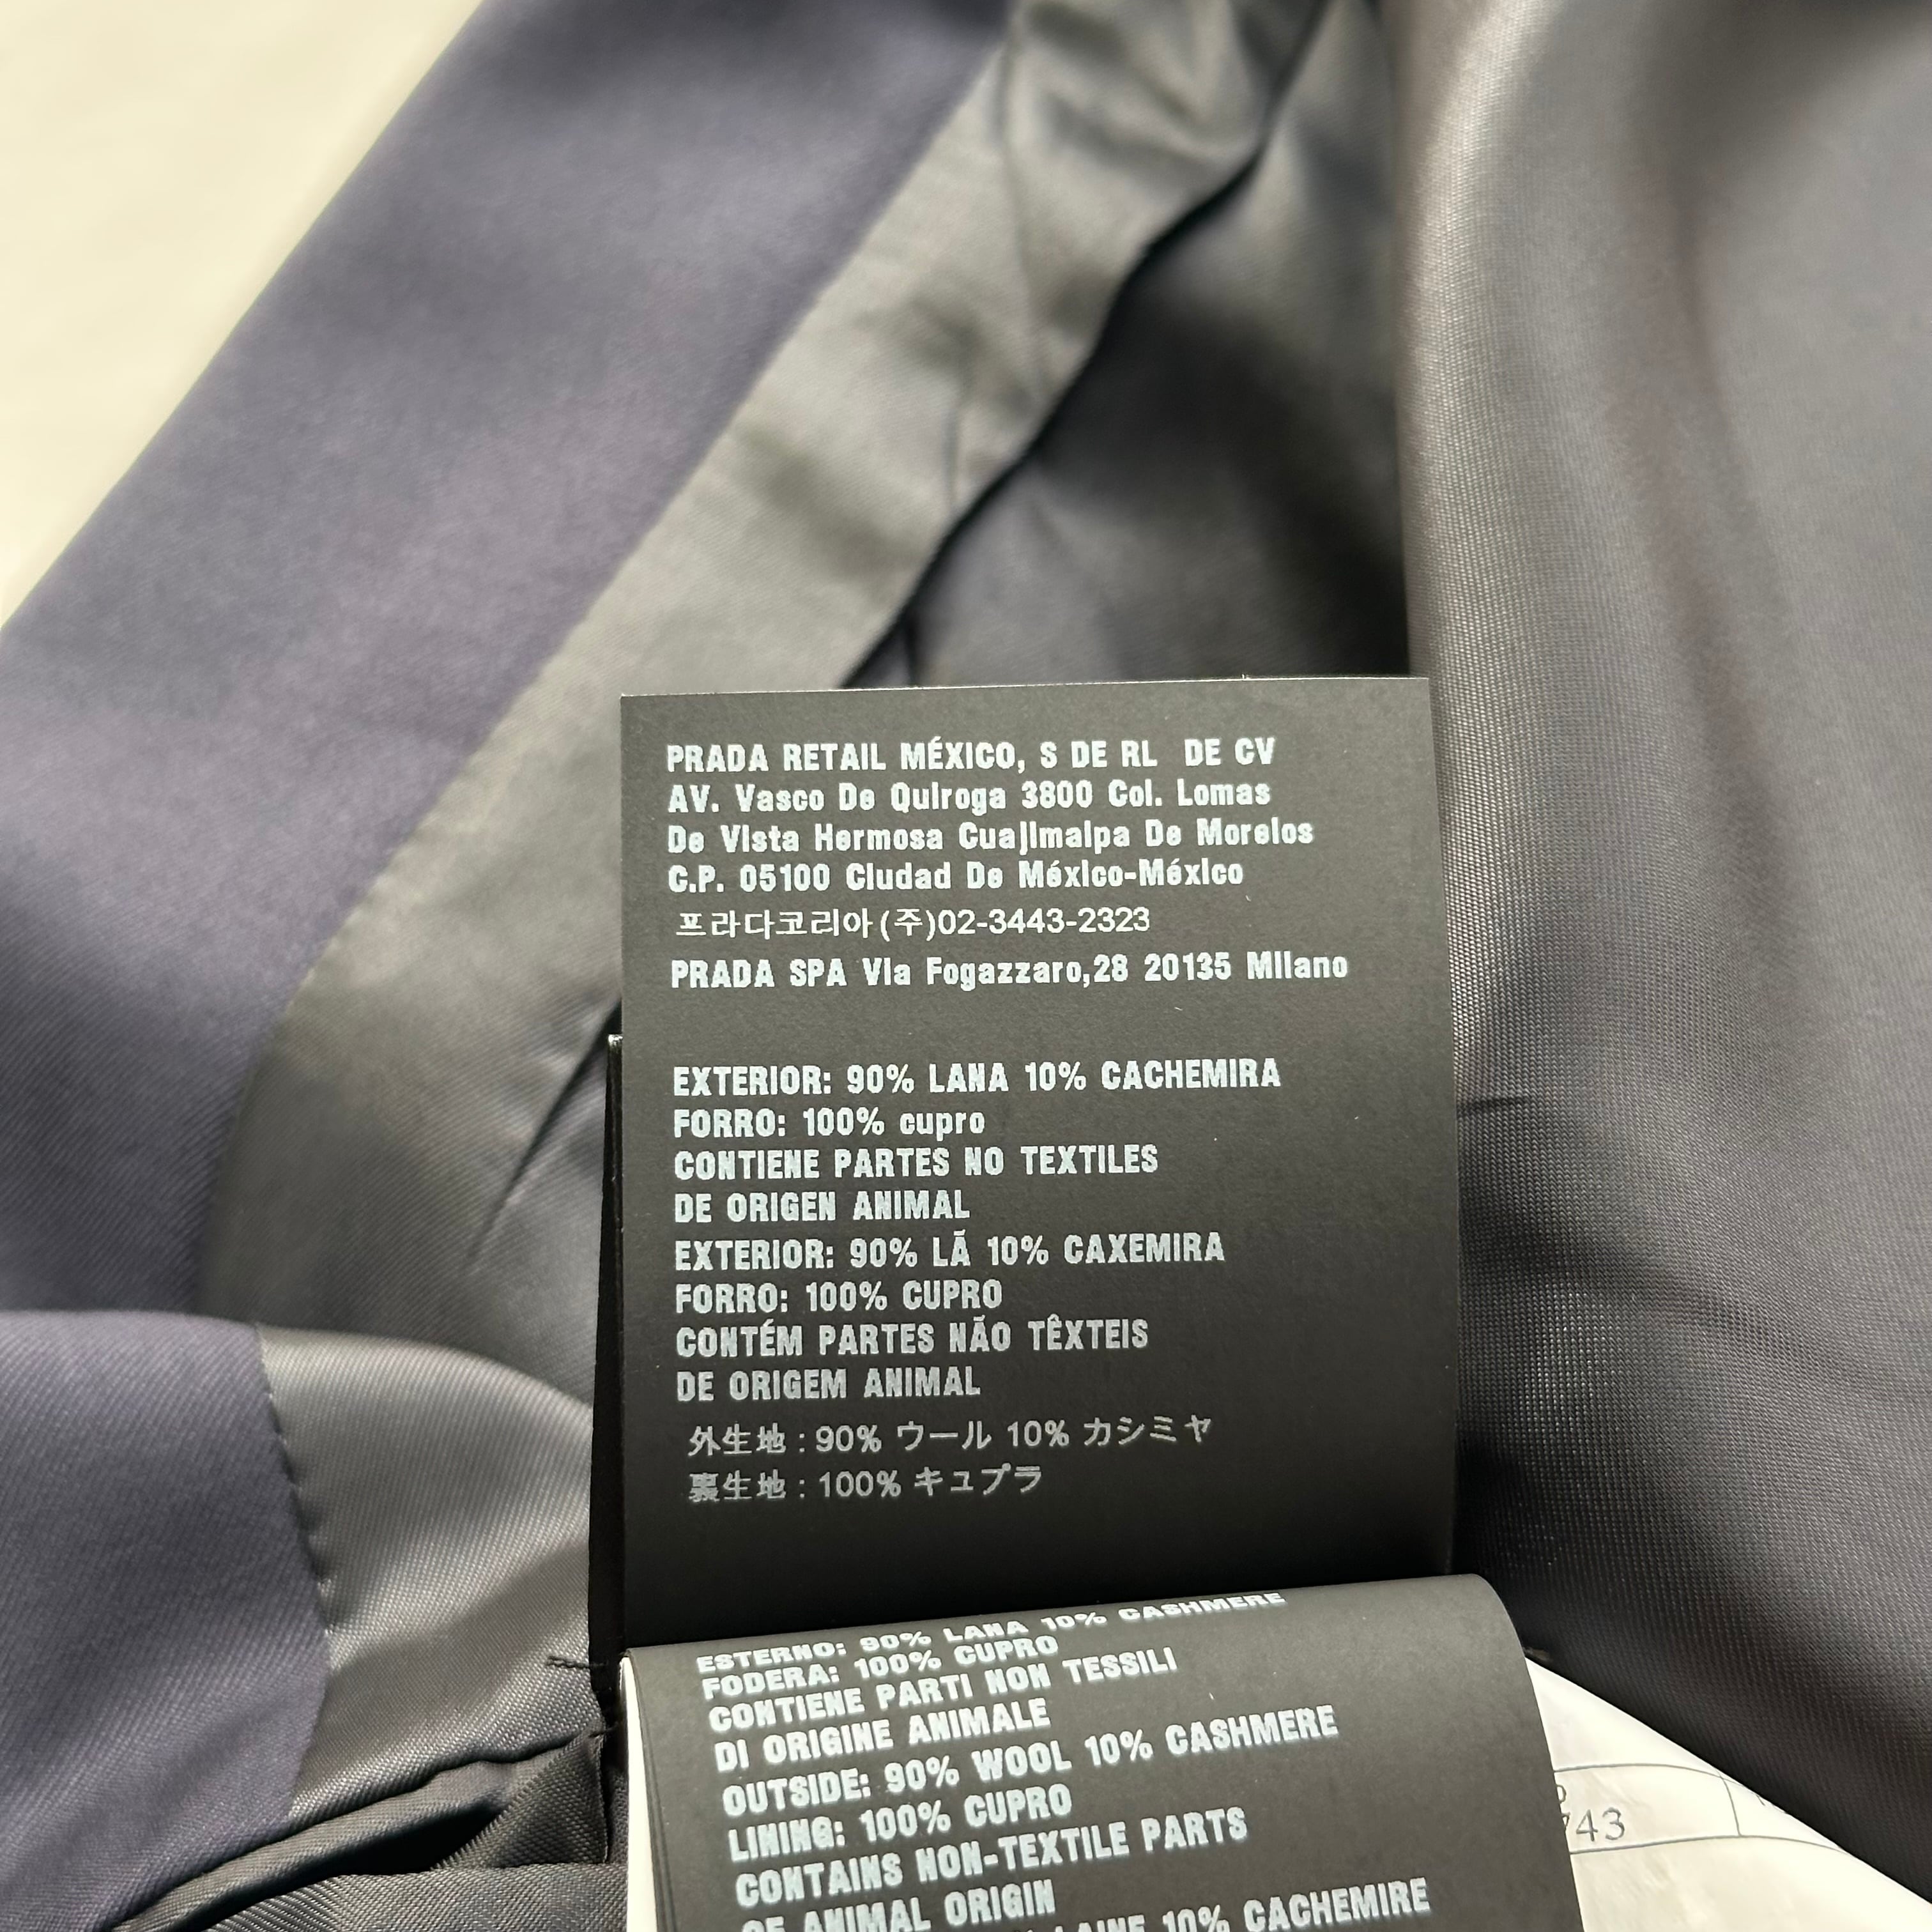 PRADA RETAIL MÉXICO, S DE RL DE CV
AV. Vasco De Quiroga 3800 Col. Lomas
De Vista Hermosa Cuajimalpa De Morelos
C.P. 05100 Ciudad De México-México
프라다코리아(주)02-3443-2323
PRADA SPA Via Fogazzaro,28 20135 Milano
EXTERIOR: 90% LANA 10% CACHEMIRA
FORRO: 100% cupro
CONTIENE PARTES NO TEXTILES
DE ORIGEN ANIMAL
EXTERIOR: 90% LÃ 10% CAXEMIRA
FORRO: 100% CUPRO
CONTÉM PARTES NÃO TÊXTEIS
DE ORIGEM ANIMAL
外生地:90% ウール 10% カシミヤ
裏生地:100% キュプラ
ESTERNO: 90% LANA 10% CASHMERE
FODERA: 100% CUPRO
CONTIENE PARTI NON TESSILI
DI ORIGINE ANIMALE
OUTSIDE: 90% WOOL 10% CASHMERE
LINING: 100% CUPRO
CONTAINS NON-TEXTILE PARTS
OF ANIMAL ORIGIN
LAINE 10% CACHEMIRE
743